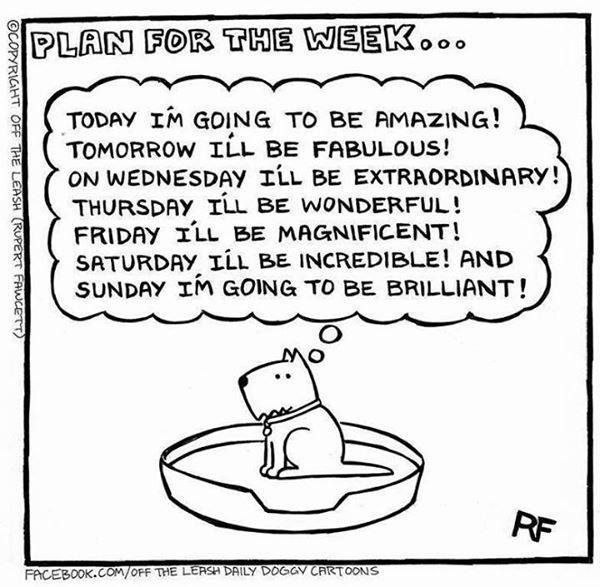 PLAN FOR THE WEEK...
TODAY I'M GOING TO BE AMAZING!
TOMORROW I'LL BE FABULOUS!
ON WEDNESDAY I'LL BE EXTRAORDINARY!
THURSDAY I'LL BE WONDERFUL!
FRIDAY I'LL BE MAGNIFICENT!
SATURDAY I'LL BE INCREDIBLE! AND
SUNDAY I'M GOING TO BE BRILLIANT!
RF
FACEBOOK.COM/OFF THE LEASH DAILY DOGGY CARTOONS
©COPYRIGHT OFF THE LEASH (RUPERT FAWCETT)